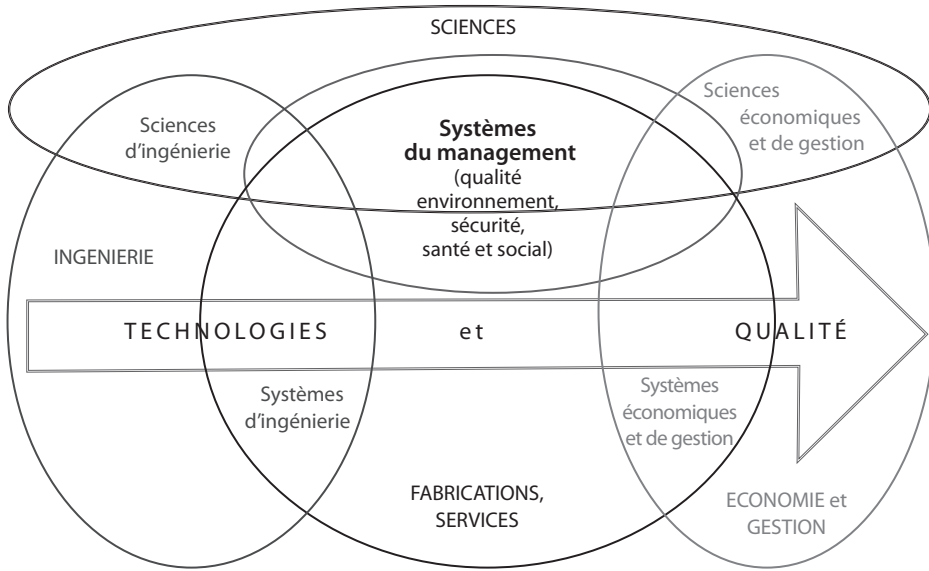 SCIENCES
Sciences
d’ingénierie
Systèmes
du management
(qualité
environnement,
sécurité,
santé et social)
Sciences
économiques
et de gestion
INGENIERIE
TECHNOLOGIES et QUALITÉ
Systèmes
d’ingénierie
Systèmes
économiques
et de gestion
FABRICATIONS,
SERVICES
ECONOMIE et
GESTION